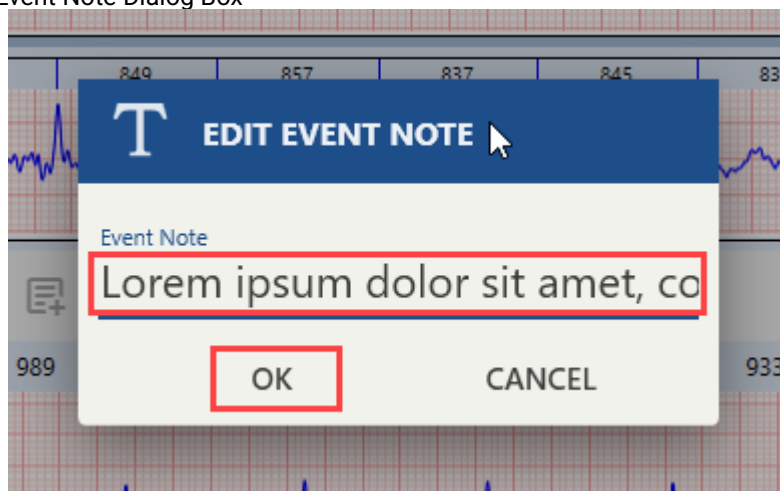 Event Note Dialog Box
849 857 837 845 83
T EDIT EVENT NOTE
Event Note
Lorem ipsum dolor sit amet, co
989 933
OK CANCEL